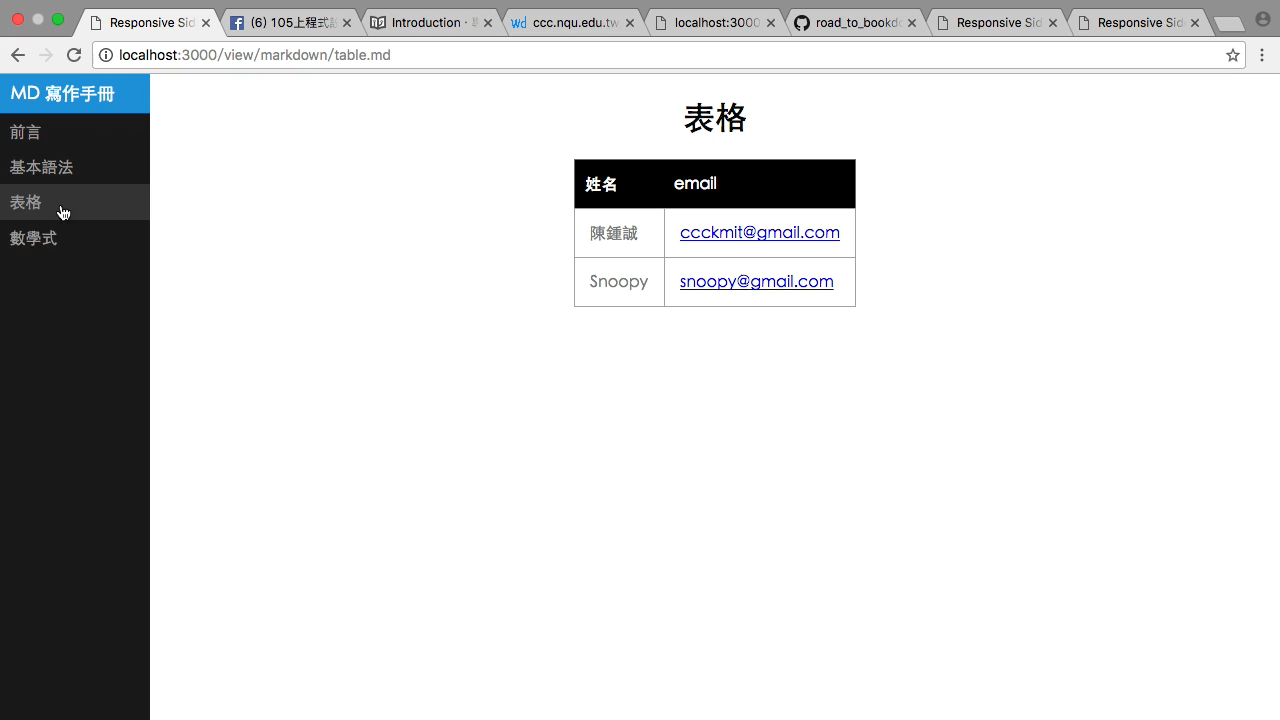 Responsive Sid
(6) 105上程式設
Introduction ·
ccc.nqu.edu.tw
localhost:3000
road_to_bookdo
Responsive Sid
Responsive Sid
localhost:3000/view/markdown/table.md
MD 寫作手冊
前言
基本語法
表格
數學式
表格
姓名 email
陳鍾誠 ccckmit@gmail.com
Snoopy snoopy@gmail.com